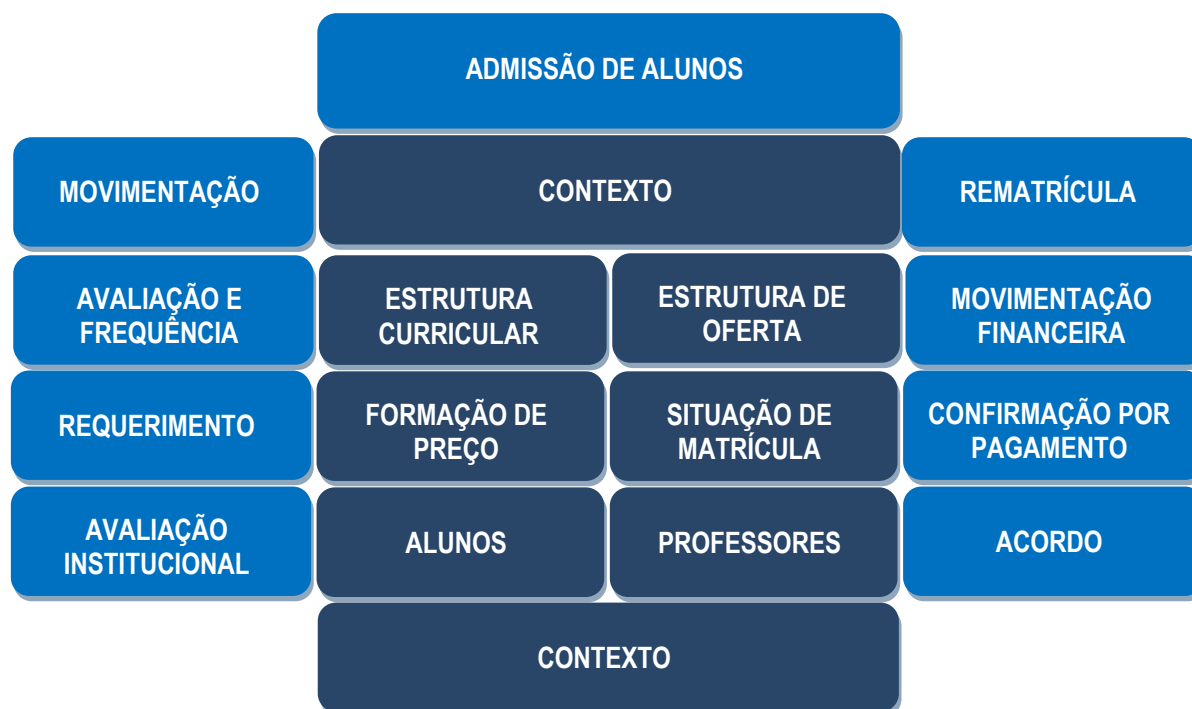 ADMISSÃO DE ALUNOS
MOVIMENTAÇÃO
CONTEXTO
REMATRÍCULA
AVALIAÇÃO E
FREQUÊNCIA
ESTRUTURA
CURRICULAR
ESTRUTURA DE
OFERTA
MOVIMENTAÇÃO
FINANCEIRA
REQUERIMENTO
FORMAÇÃO DE
PREÇO
SITUAÇÃO DE
MATRÍCULA
CONFIRMAÇÃO POR
PAGAMENTO
AVALIAÇÃO
INSTITUCIONAL
ALUNOS
PROFESSORES
ACORDO
CONTEXTO